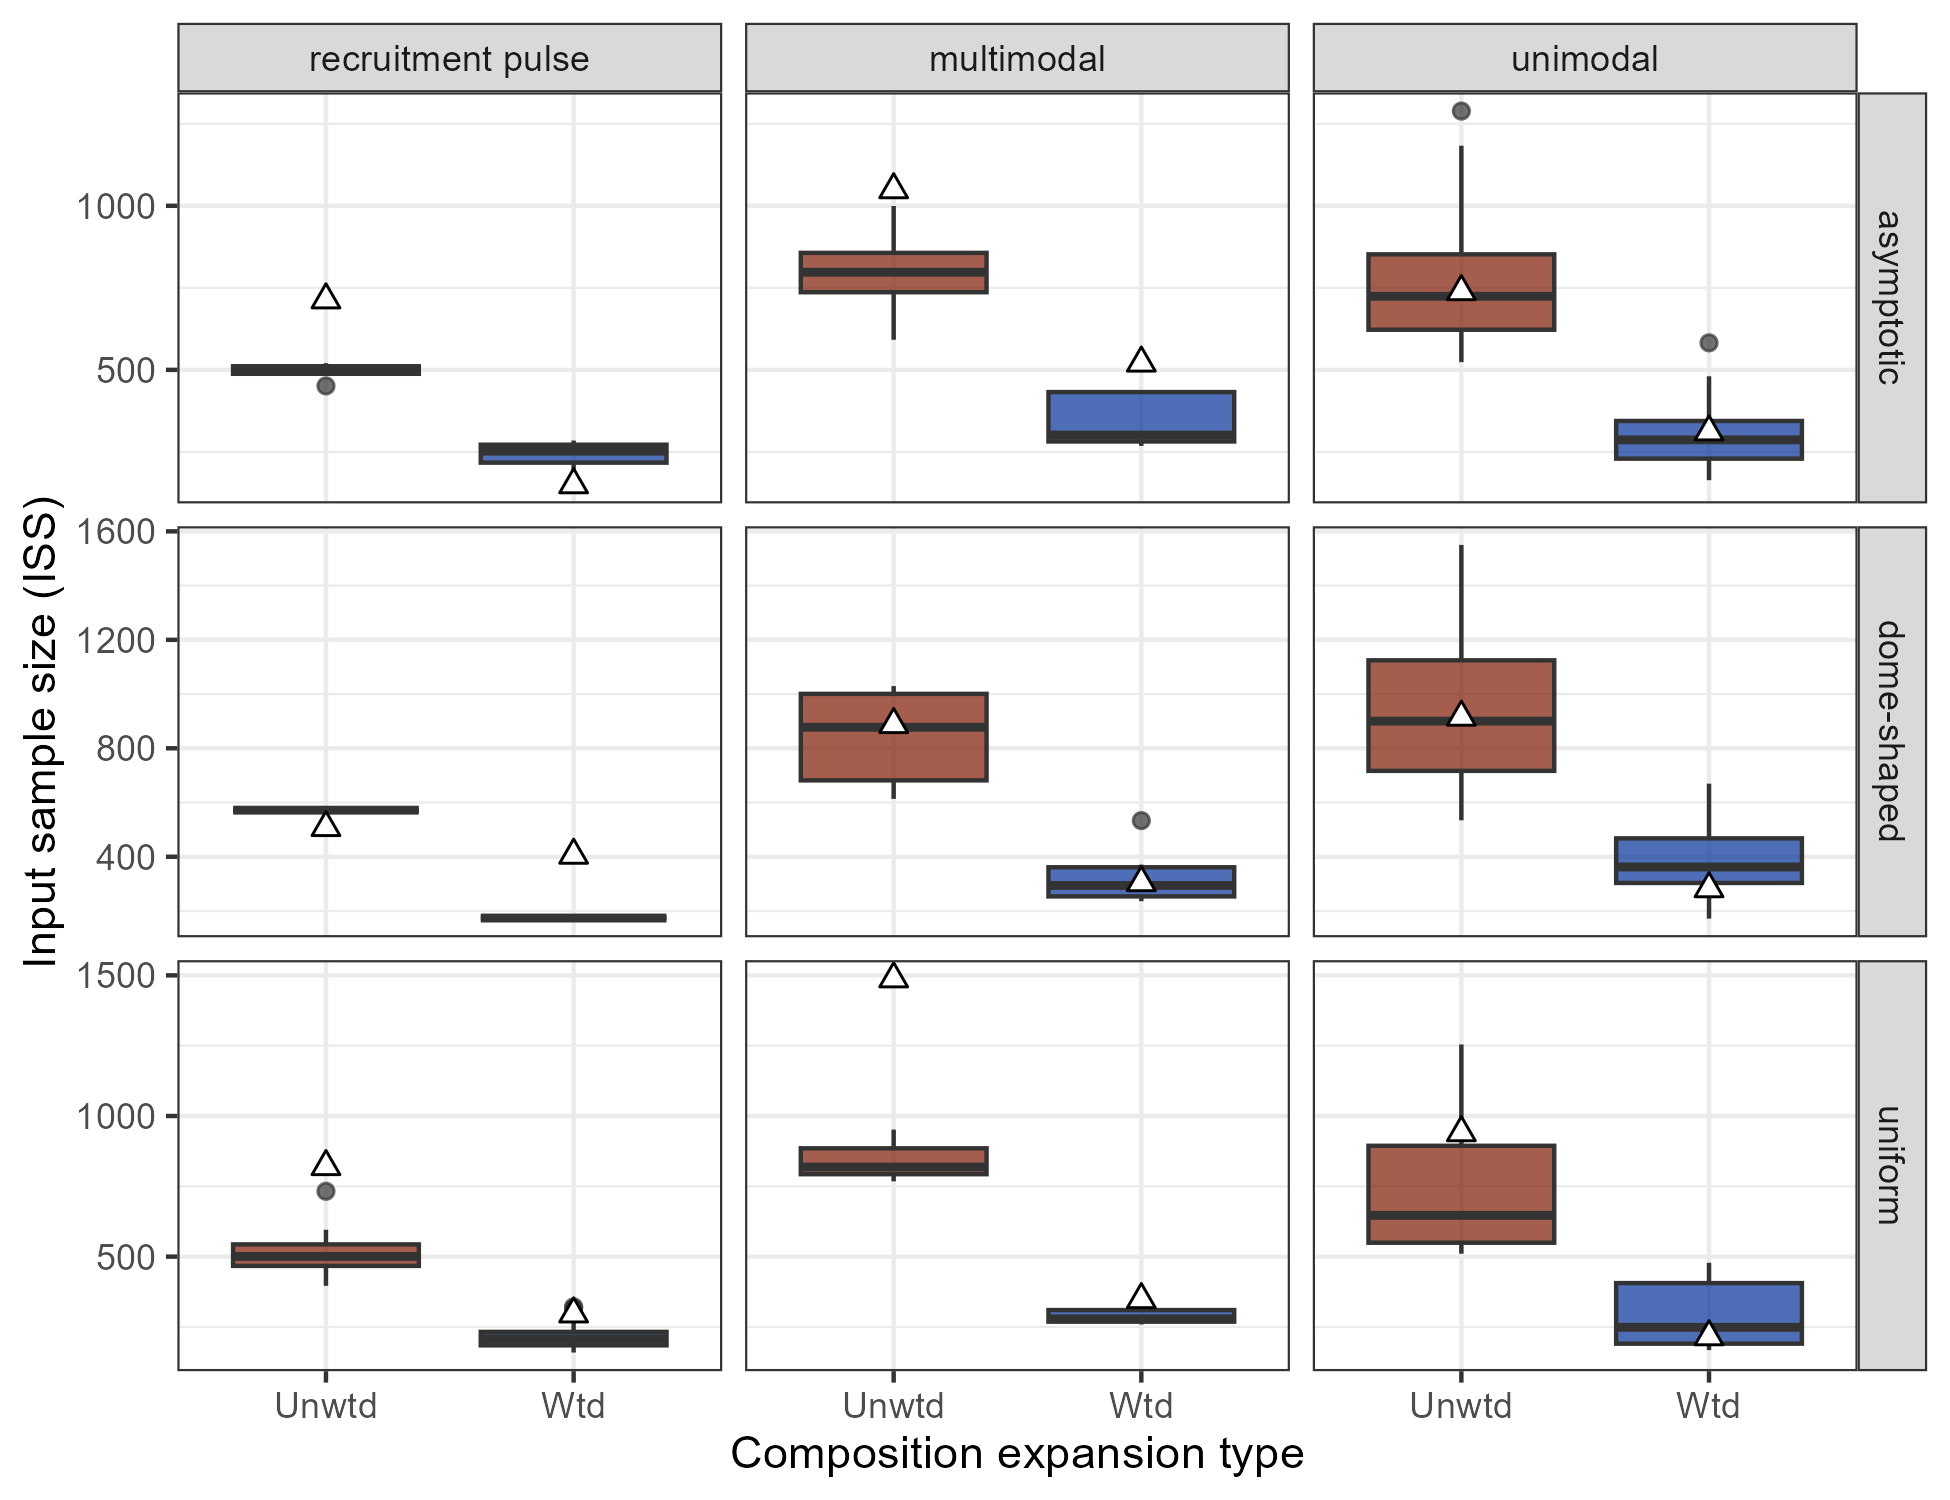 recruitment pulse
multimodal
unimodal
1000
500
asymptotic
Input sample size (ISS)
1600
1200
800
400
dome-shaped
1500
1000
500
uniform
Unwtd
Wtd
Unwtd
Wtd
Unwtd
Wtd
Composition expansion type